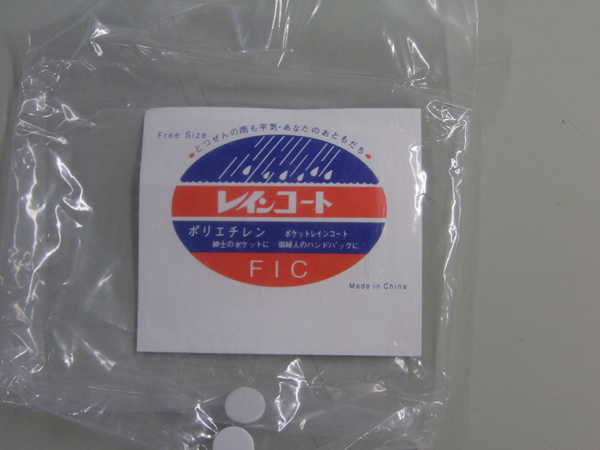 Free Size
とつぜんの雨も平気・あなたのおともだち
レインコート
ポリエチレン ポケットレインコート
紳士のポケットに 御婦人のハンドバックに
FIC
Made in China